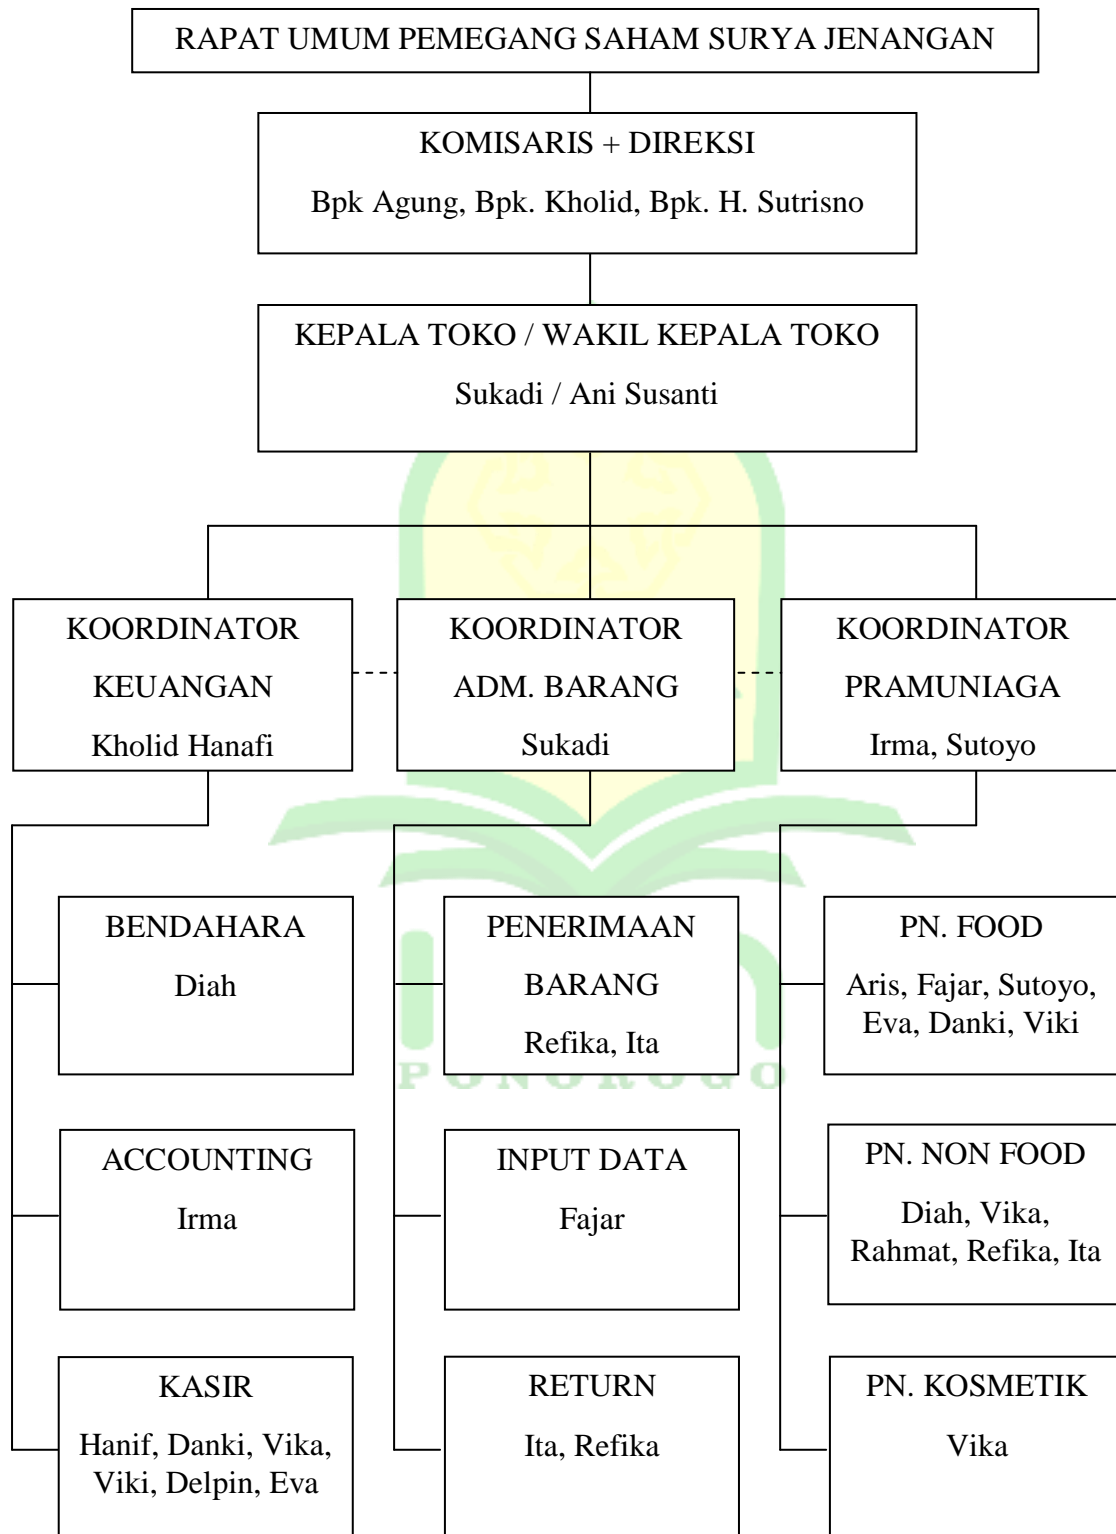 RAPAT UMUM PEMEGANG SAHAM SURYA JENANGAN
KOMISARIS + DIREKSI
Bpk Agung, Bpk. Kholid, Bpk. H. Sutrisno
KEPALA TOKO / WAKIL KEPALA TOKO
Sukadi / Ani Susanti
KOORDINATOR
KEUANGAN
Kholid Hanafi
KOORDINATOR
ADM. BARANG
Sukadi
KOORDINATOR
PRAMUNIAGA
Irma, Sutoyo
BENDAHARA
Diah
PENERIMAAN
BARANG
Refika, Ita
PN. FOOD
Aris, Fajar, Sutoyo,
Eva, Danki, Viki
PONOROGO
ACCOUNTING
Irma
INPUT DATA
Fajar
PN. NON FOOD
Diah, Vika,
Rahmat, Refika, Ita
KASIR
Hanif, Danki, Vika,
Viki, Delpin, Eva
RETURN
Ita, Refika
PN. KOSMETIK
Vika